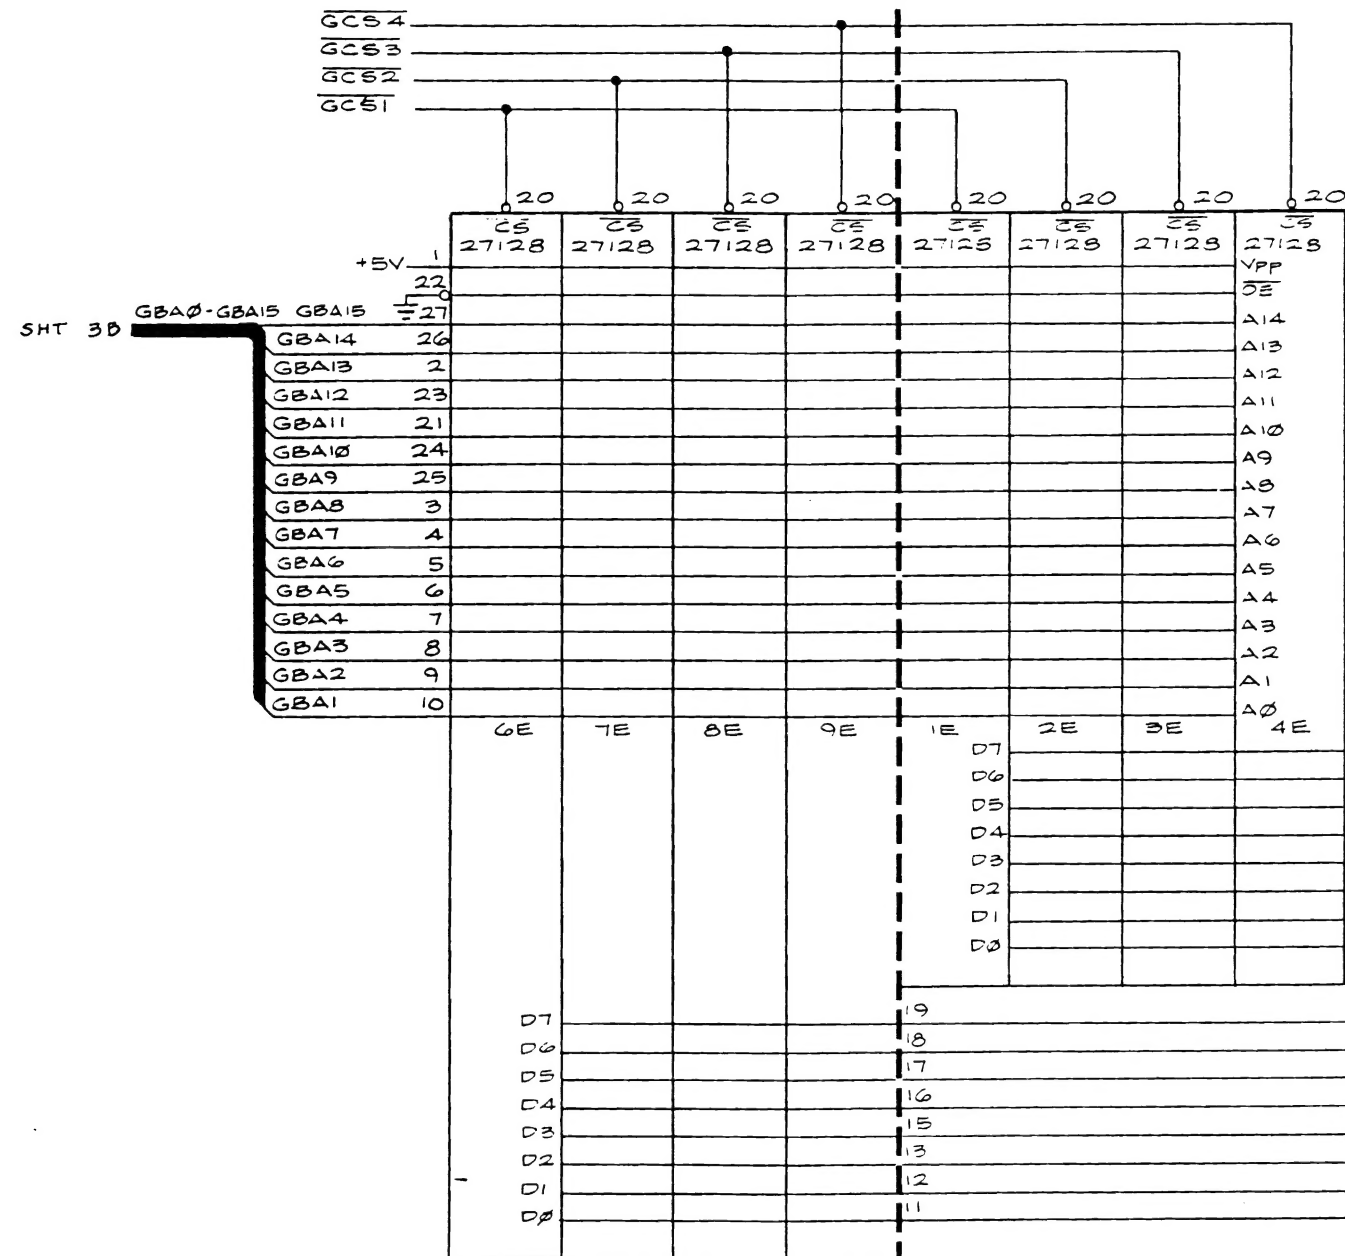 GCS4
GCS3
GCS2
GCS1
20 20 20 20 20 20 20 20
CS CS CS CS CS CS CS CS
27128 27128 27128 27128 27128 27128 27128 27128
+5V 1 VPP
22 OE
SHT 3B GBAØ-GBA15 GBA15 27 A14
GBA14 26 A13
GBA13 2 A12
GBA12 23 A11
GBA11 21 A1Ø
GBA1Ø 24 A9
GBA9 25 A8
GBA8 3 A7
GBA7 4 A6
GBA6 5 A5
GBA5 6 A4
GBA4 7 A3
GBA3 8 A2
GBA2 9 A1
GBA1 10 AØ
6E 7E 8E 9E 1E 2E 3E 4E
D7
D6
D5
D4
D3
D2
D1
DØ
D7 19
D6 18
D5 17
D4 16
D3 15
D2 13
D1 12
DØ 11